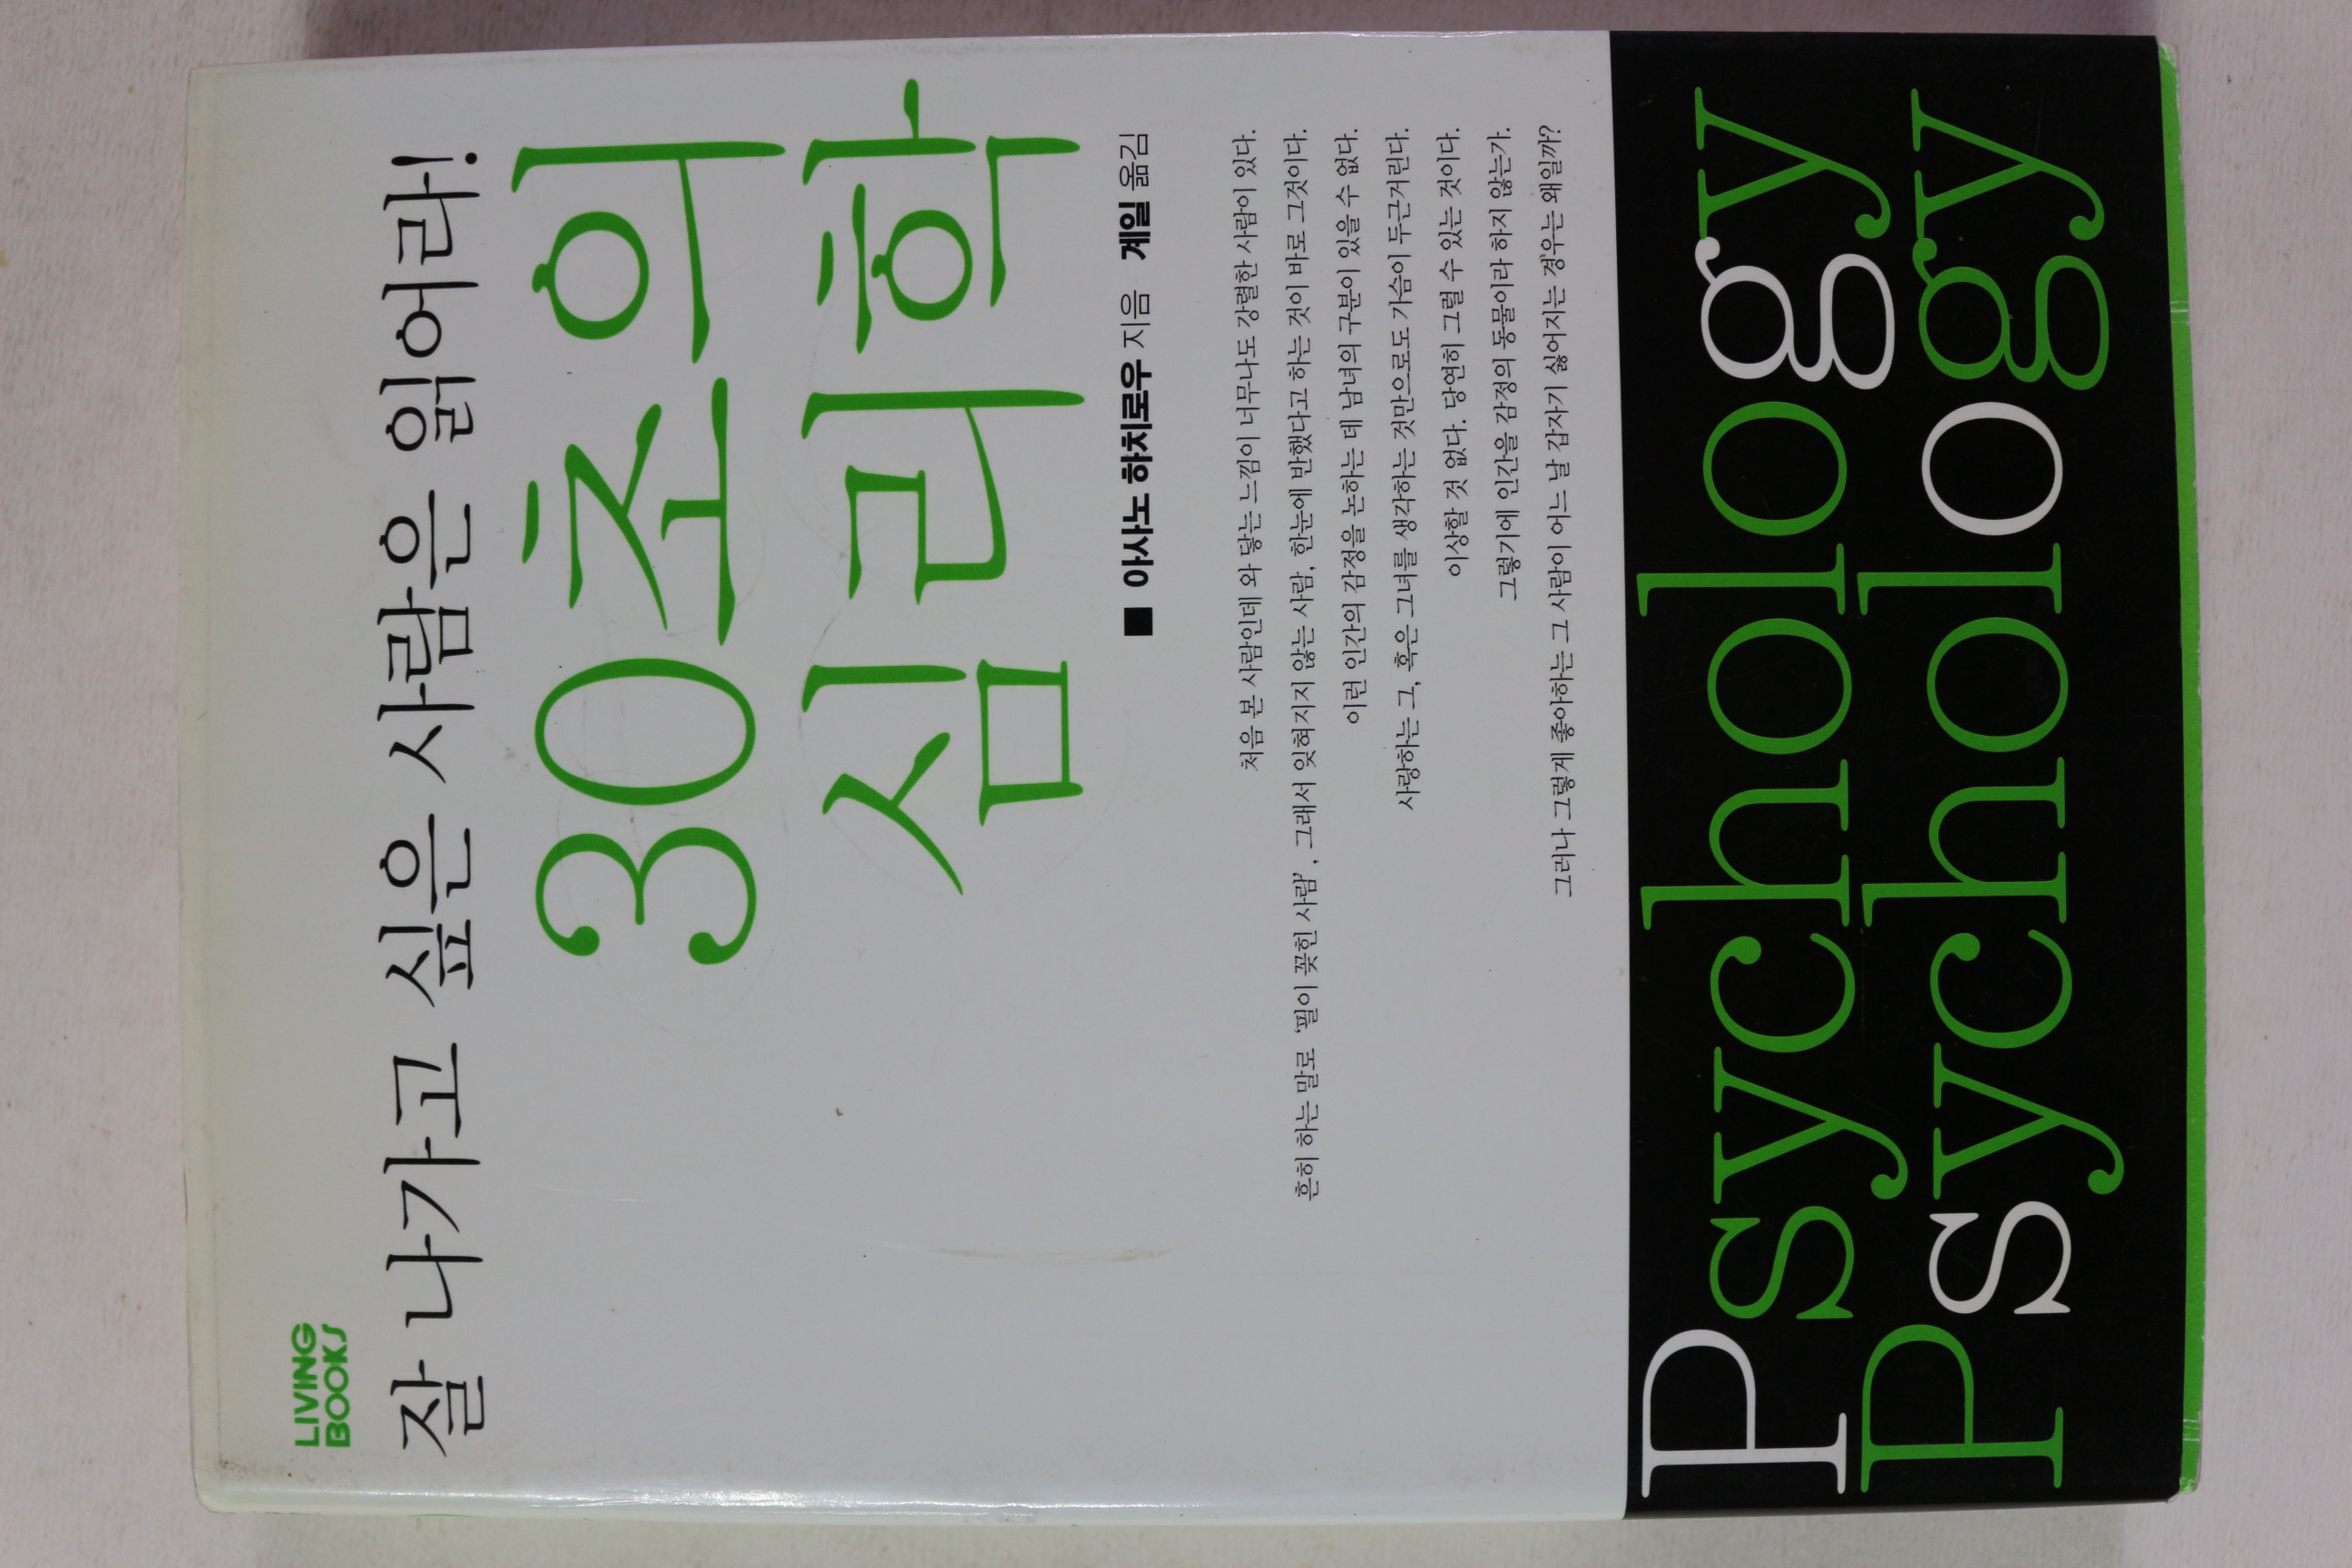 LIVING
BOOKS
잘 나가고 싶은 사람은 읽어라!
30초의
심리학
■ 아사노 하치로우 지음 계일 옮김
처음 본 사람인데 와 닿는 느낌이 너무나도 강렬한 사람이 있다.
흔히 하는 말로 ‘필이 꽂힌 사람’, 그래서 잊혀지지 않는 사람, 한눈에 반했다고 하는 것이 바로 그것이다.
이런 인간의 감정을 논하는 데 남녀의 구분이 있을 수 없다.
사랑하는 그, 혹은 그녀를 생각하는 것만으로도 가슴이 두근거린다.
이상할 것 없다. 당연히 그럴 수 있는 것이다.
그렇기에 인간을 감정의 동물이라 하지 않는가.
그러나 그렇게 좋아하는 그 사람이 어느 날 갑자기 싫어지는 경우는 왜일까?
Psychology
Psychology